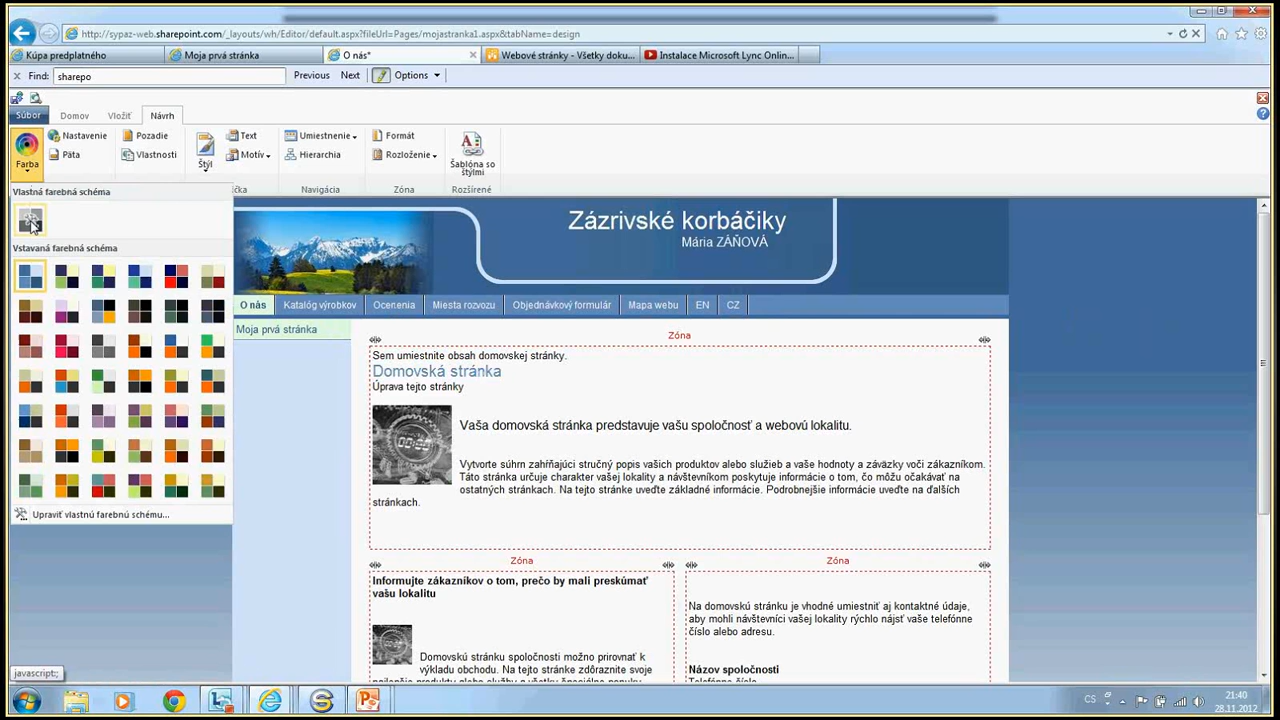 http://sypaz-web.sharepoint.com/_layouts/wh/Editor/default.aspx?fileUrl=Pages/mojastranka1.aspx&tabName=design
Kúpa predplatného
Moja prvá stránka
O nás*
Webové stránky - Všetky doku...
Instalace Microsoft Lync Onlin...
Find: sharepo
Previous
Next
Options
Súbor
Domov
Vložiť
Návrh
Farba
Nastavenie
Päta
Pozadie
Vlastnosti
Štýl
Text
Motív
Umiestnenie
Hierarchia
Formát
Rozloženie
Šablóna so
štýlmi
Navigácia
Zóna
Rozšírené
Vlastná farebná schéma
Vstavaná farebná schéma
Upraviť vlastnú farebnú schému...
Zázrivské korbáčiky
Mária ZÁŇOVÁ
O nás
Katalóg výrobkov
Ocenenia
Miesta rozvozu
Objednávkový formulár
Mapa webu
EN
CZ
Moja prvá stránka
Zóna
Sem umiestnite obsah domovskej stránky.
Domovská stránka
Úprava tejto stránky
Vaša domovská stránka predstavuje vašu spoločnosť a webovú lokalitu.
Vytvorte súhrn zahŕňajúci stručný popis vašich produktov alebo služieb a vaše hodnoty a záväzky voči zákazníkom.
Táto stránka určuje charakter vašej lokality a návštevníkom poskytuje informácie o tom, čo môžu očakávať na
ostatných stránkach. Na tejto stránke uveďte základné informácie. Podrobnejšie informácie uveďte na ďalších
stránkach.
Zóna
Zóna
Informujte zákazníkov o tom, prečo by mali preskúmať
vašu lokalitu
Domovskú stránku spoločnosti možno prirovnať k
výkladu obchodu. Na tejto stránke zdôraznite svoje
Na domovskú stránku je vhodné umiestniť aj kontaktné údaje,
aby mohli návštevníci vašej lokality rýchlo nájsť vaše telefónne
číslo alebo adresu.
Názov spoločnosti
javascript:;
CS
21:40
28.11.2012